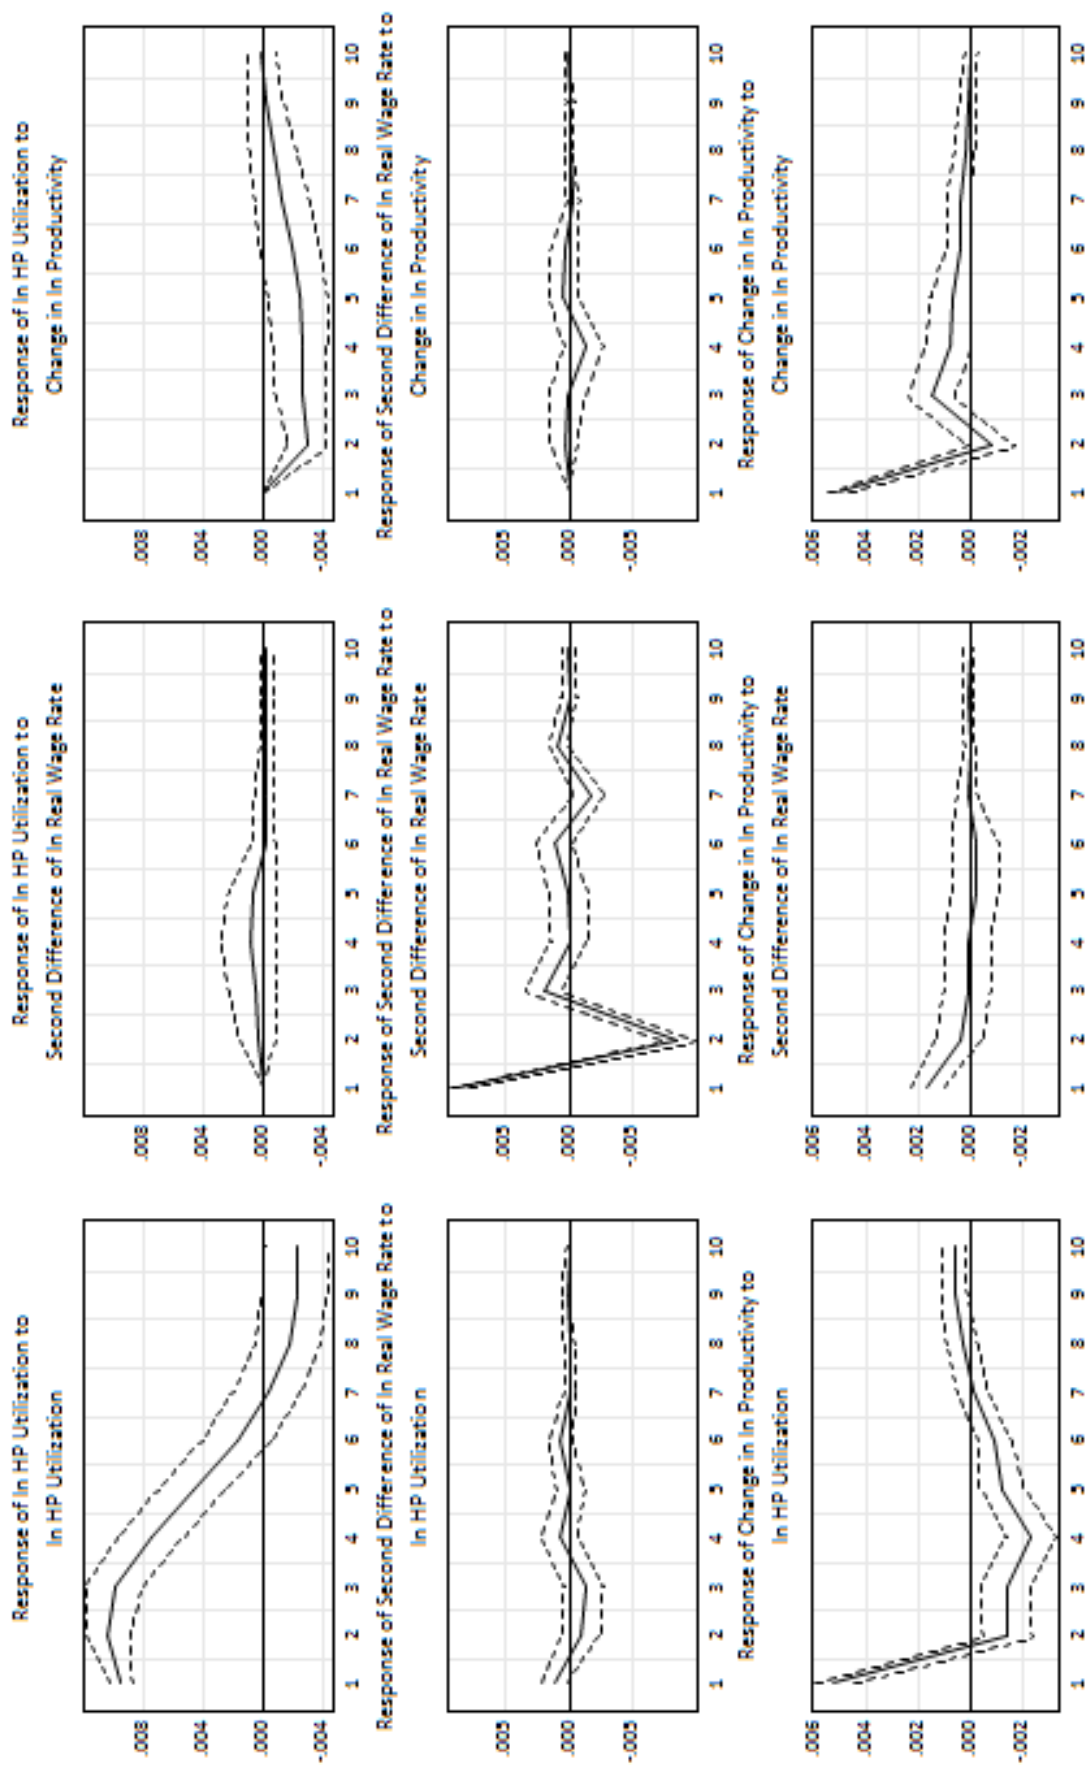 Response of ln HP Utilization to
ln HP Utilization
.008
.004
.000
-.004
1 2 3 4 5 6 7 8 9 10
Response of ln HP Utilization to
Second Difference of ln Real Wage Rate
.008
.004
.000
-.004
1 2 3 4 5 6 7 8 9 10
Response of ln HP Utilization to
Change in ln Productivity
.008
.004
.000
-.004
1 2 3 4 5 6 7 8 9 10
Response of Second Difference of ln Real Wage Rate to
ln HP Utilization
.005
.000
-.005
1 2 3 4 5 6 7 8 9 10
Response of Second Difference of ln Real Wage Rate to
Second Difference of ln Real Wage Rate
.005
.000
-.005
1 2 3 4 5 6 7 8 9 10
Response of Second Difference of ln Real Wage Rate to
Change in ln Productivity
.005
.000
-.005
1 2 3 4 5 6 7 8 9 10
Response of Change in ln Productivity to
ln HP Utilization
.006
.004
.002
.000
-.002
1 2 3 4 5 6 7 8 9 10
Response of Change in ln Productivity to
Second Difference of ln Real Wage Rate
.006
.004
.002
.000
-.002
1 2 3 4 5 6 7 8 9 10
Response of Change in ln Productivity to
Change in ln Productivity
.006
.004
.002
.000
-.002
1 2 3 4 5 6 7 8 9 10